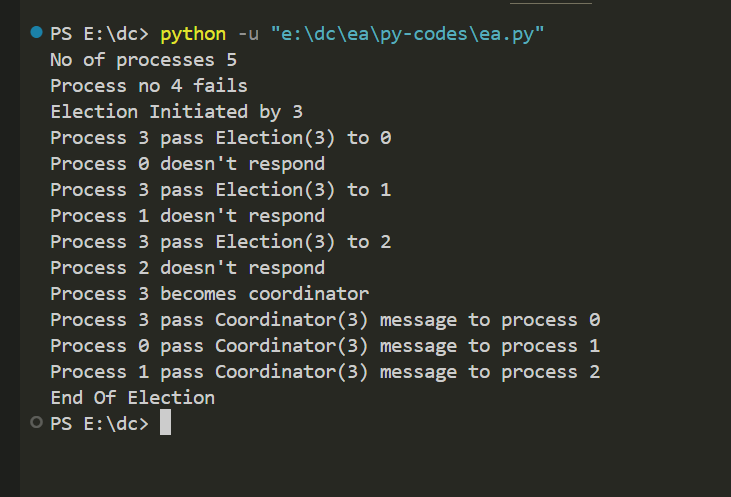 PS E:\dc> python -u "e:\dc\ea\py-codes\ea.py"
No of processes 5
Process no 4 fails
Election Initiated by 3
Process 3 pass Election(3) to 0
Process 0 doesn't respond
Process 3 pass Election(3) to 1
Process 1 doesn't respond
Process 3 pass Election(3) to 2
Process 2 doesn't respond
Process 3 becomes coordinator
Process 3 pass Coordinator(3) message to process 0
Process 0 pass Coordinator(3) message to process 1
Process 1 pass Coordinator(3) message to process 2
End Of Election
PS E:\dc>